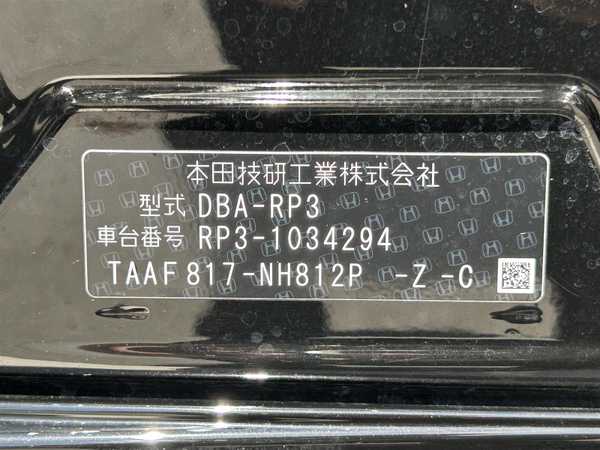 本田技研工業株式会社
型式 DBA-RP3
車台番号 RP3-1034294
TAAF 817-NH812P -Z -C